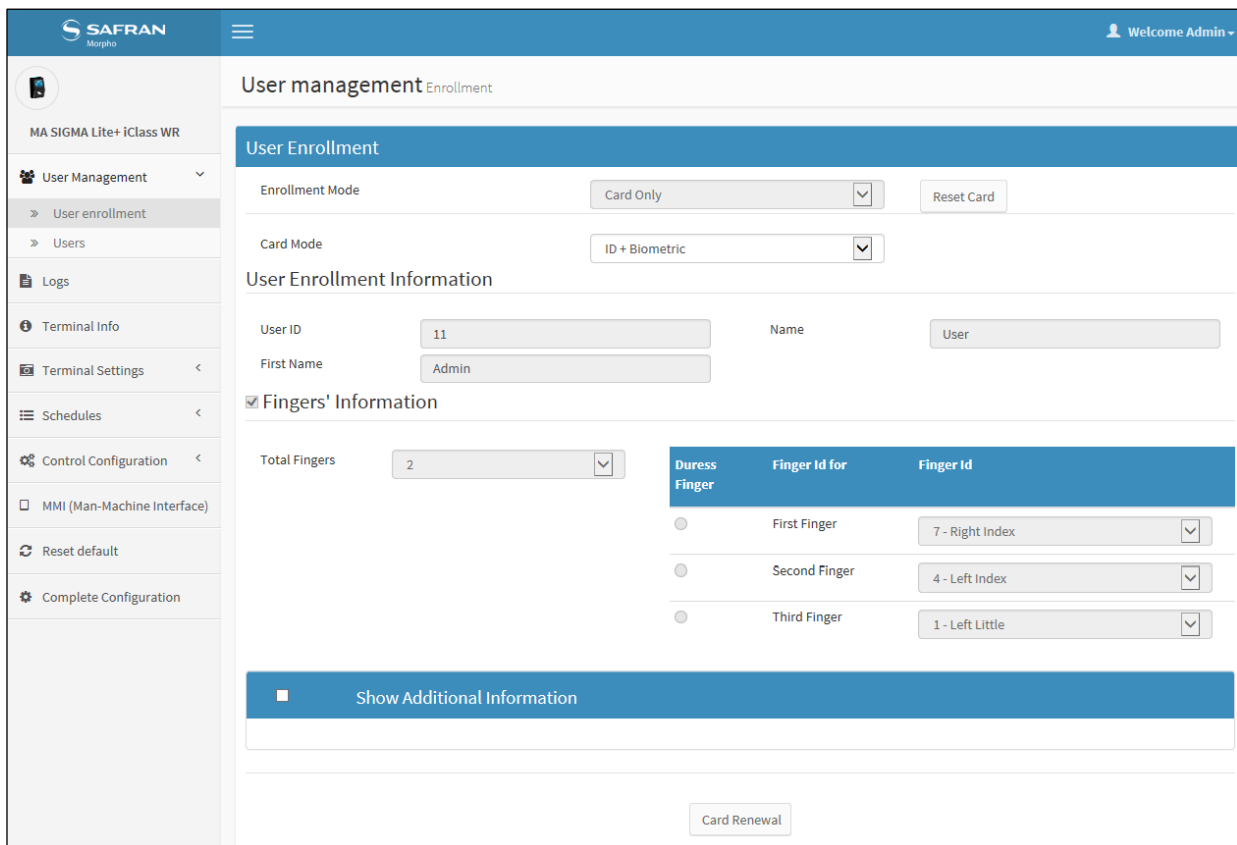 SAFRAN
Morpho
Welcome Admin
User management Enrollment
MA SIGMA Lite+ iClass WR
User Management
User enrollment
Users
Logs
Terminal Info
Terminal Settings
Schedules
Control Configuration
MMI (Man-Machine Interface)
Reset default
Complete Configuration
User Enrollment
Enrollment Mode
Card Only
Reset Card
Card Mode
ID + Biometric
User Enrollment Information
User ID
11
Name
User
First Name
Admin
Fingers' Information
Total Fingers
2
Duress Finger
Finger Id for
Finger Id
First Finger
7 - Right Index
Second Finger
4 - Left Index
Third Finger
1 - Left Little
Show Additional Information
Card Renewal